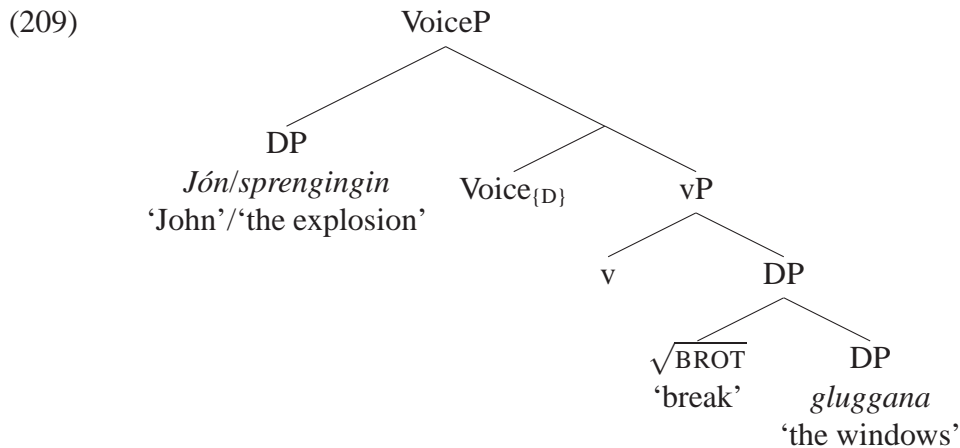 (209) VoiceP
DP
Jón/sprengingin Voice{D} vP
‘John’/‘the explosion’
v DP
√BROT DP
‘break’ gluggana
‘the windows’